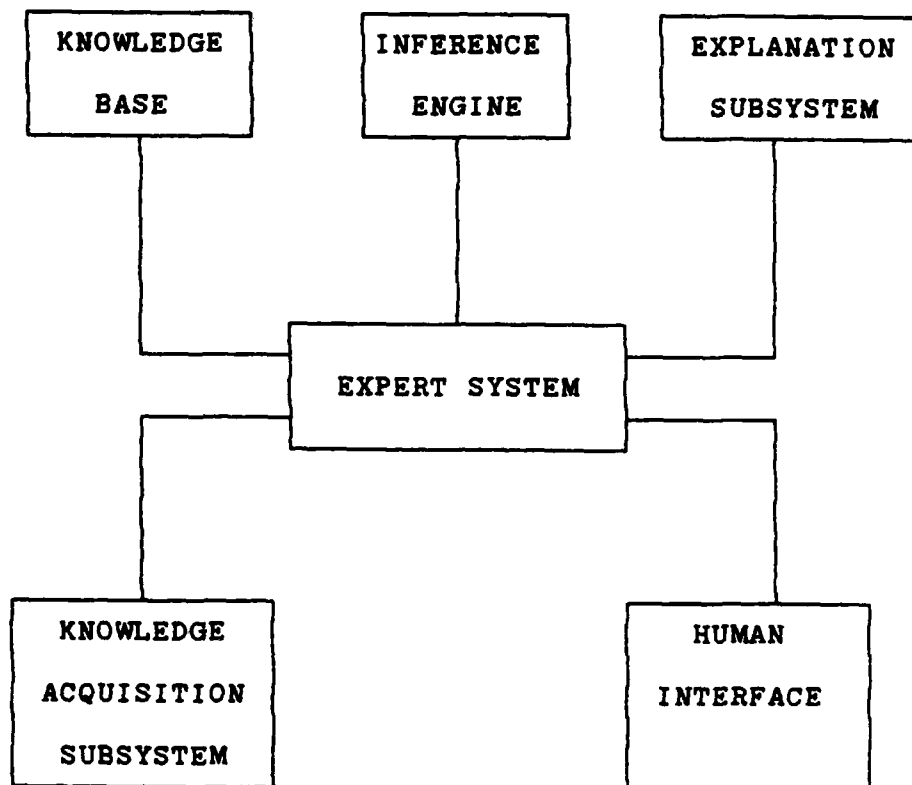 KNOWLEDGE
BASE
INFERENCE
ENGINE
EXPLANATION
SUBSYSTEM
EXPERT SYSTEM
KNOWLEDGE
ACQUISITION
SUBSYSTEM
HUMAN
INTERFACE